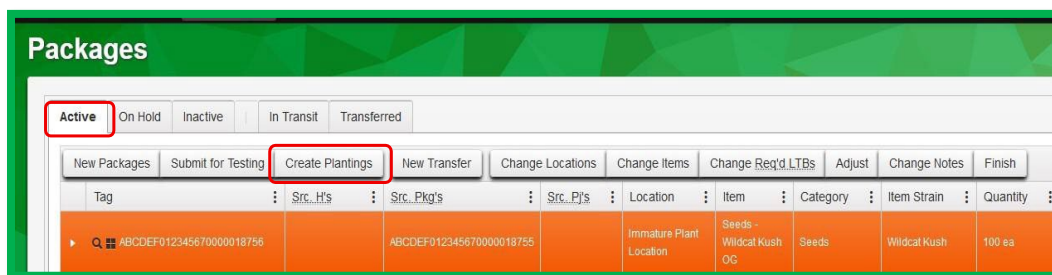 Packages
Active On Hold Inactive In Transit Transferred
New Packages Submit for Testing Create Plantings New Transfer Change Locations Change Items Change Req'd LTBs Adjust Change Notes Finish
Tag Src. H's Src. Pkg's Src. Pj's Location Item Category Item Strain Quantity
ABCDEF012345670000018756 ABCDEF012345670000018755 Immature Plant Location Seeds - Wildcat Kush OG Seeds Wildcat Kush 100 ea